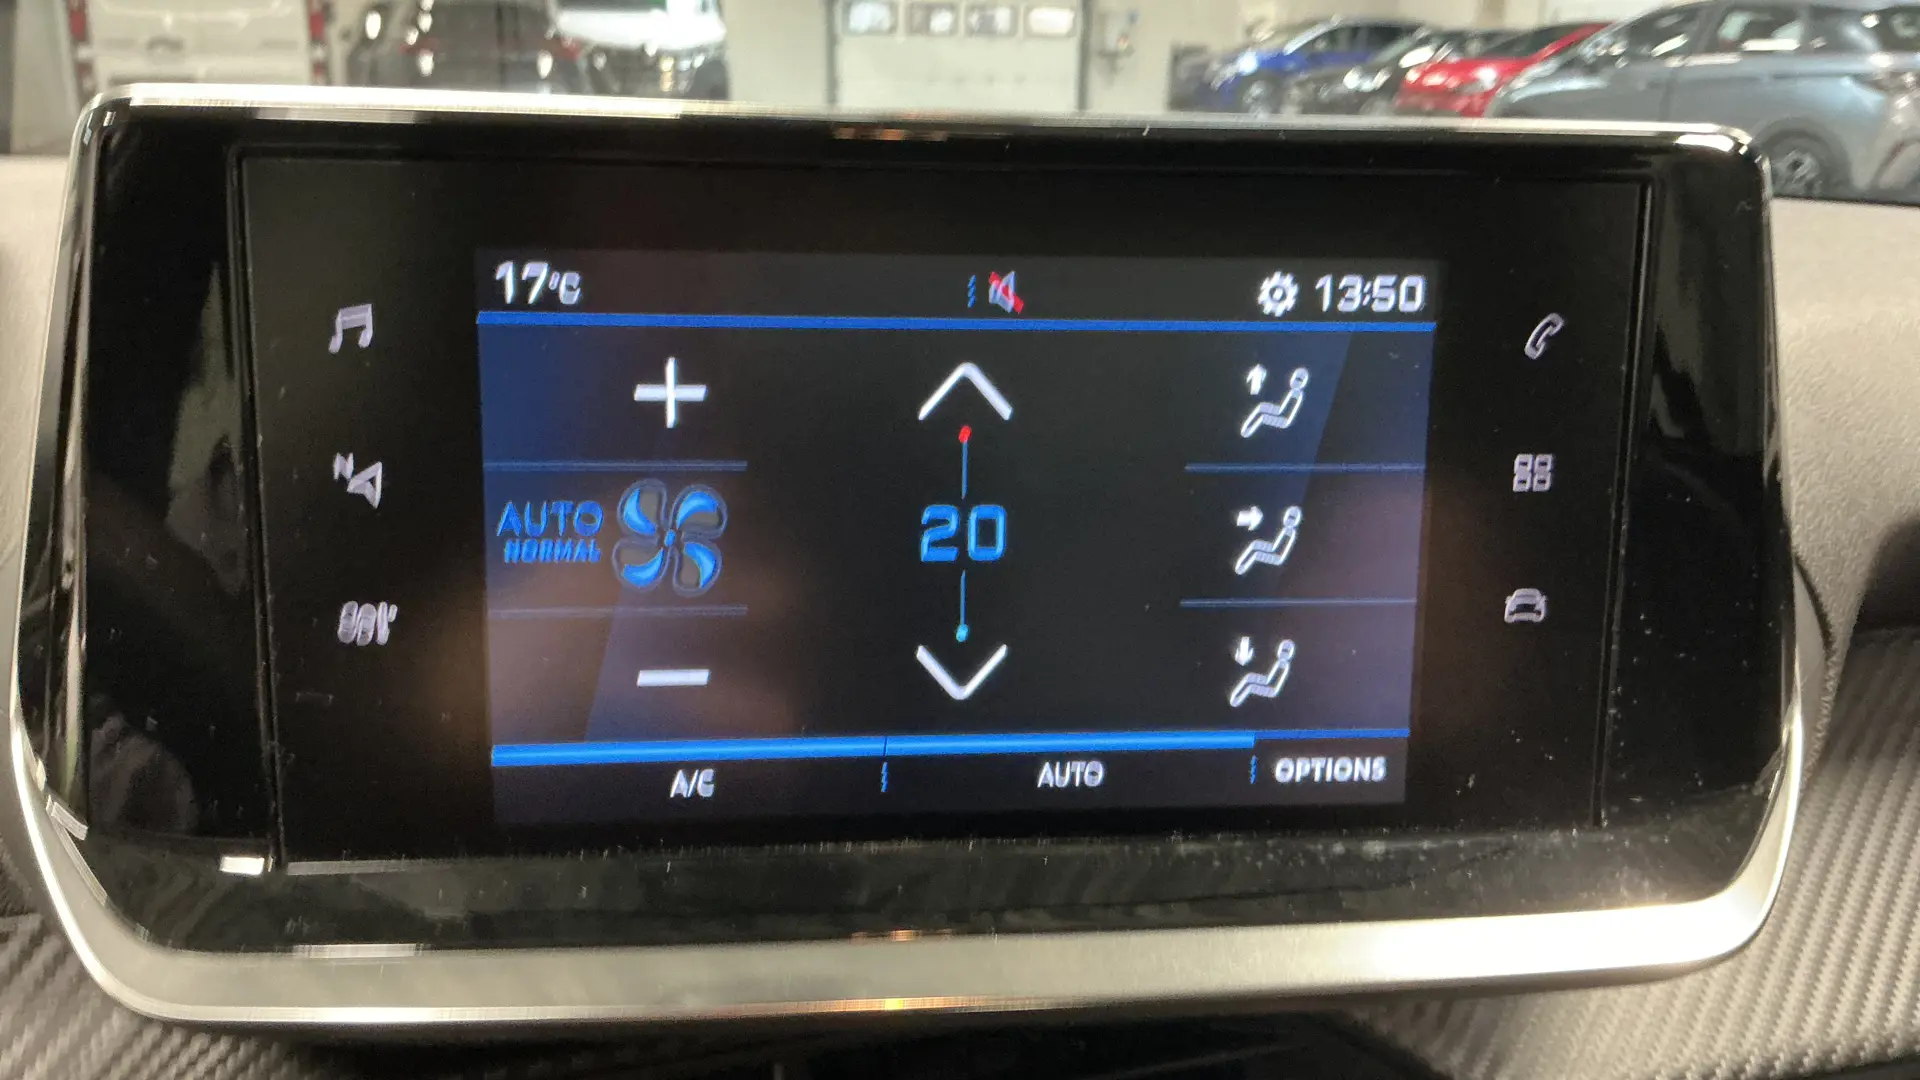 17°C 13:50
AUTO
NORMAL
20
A/C AUTO OPTIONS